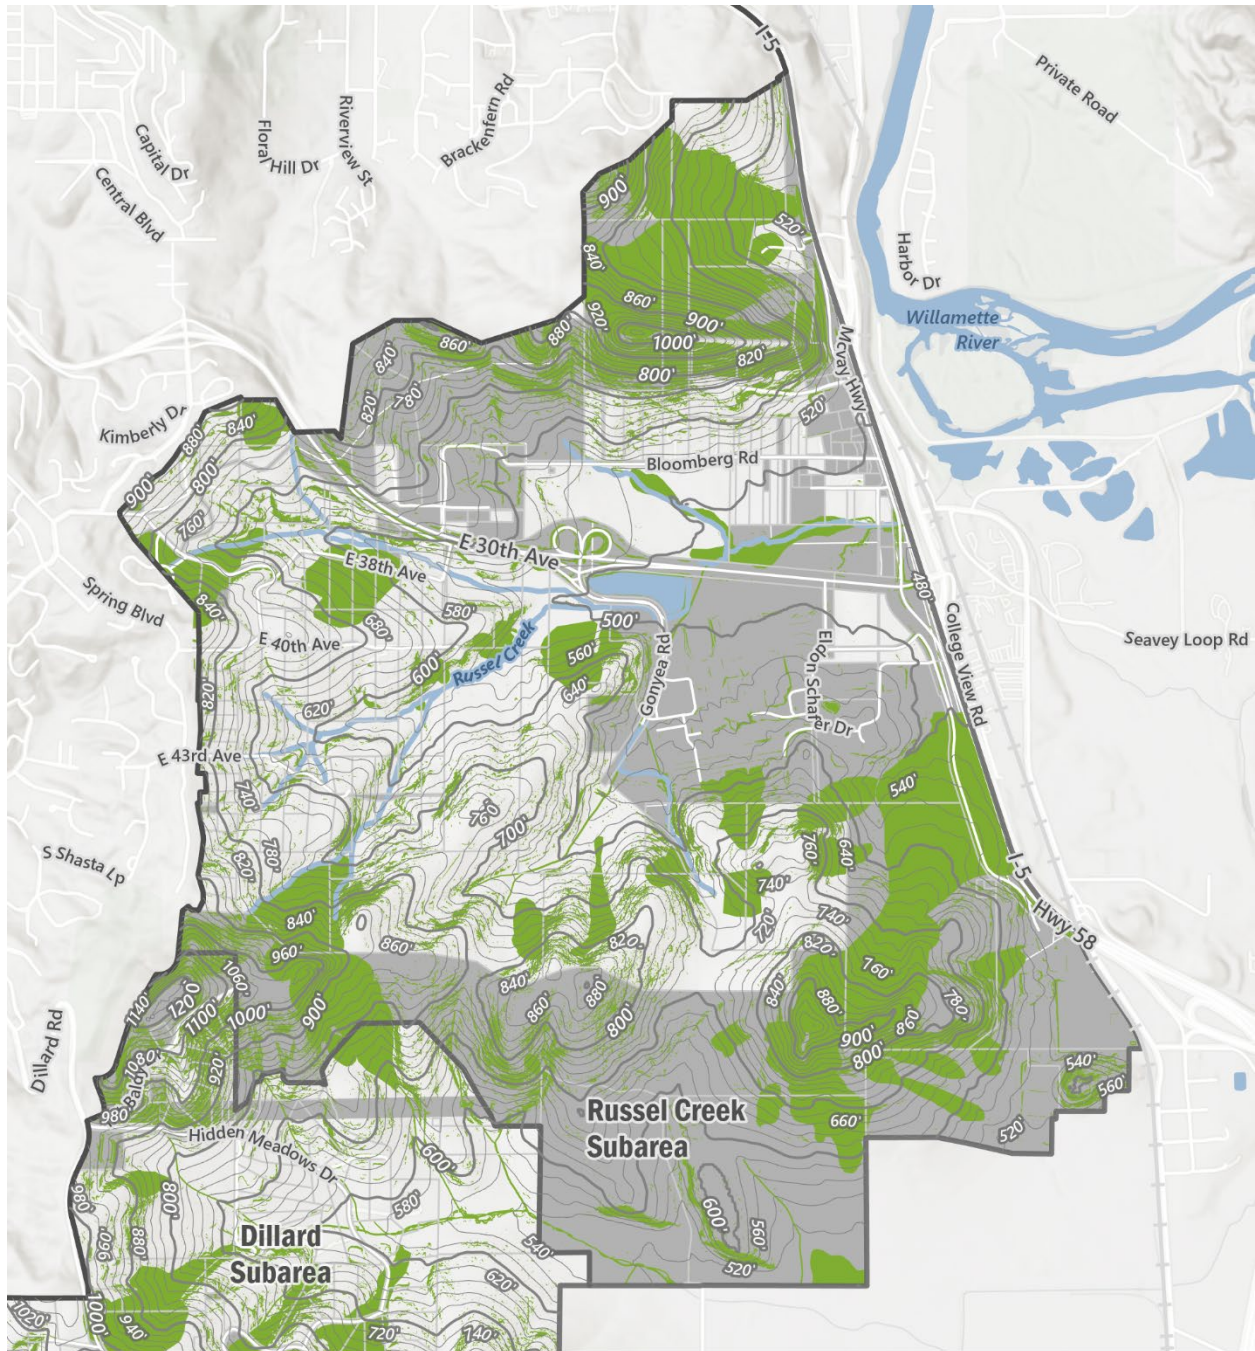 I-5
Private Road
Capital Dr
Floral
Hill Dr
Riverview St
Brackenfern Rd
Central Blvd
900'
520'
840'
Harbor Dr
860'
920'
900'
Willamette
River
880'
1000'
860'
840'
820'
800'
Mcvay Hwy
780'
820'
520'
Kimberly Dr
840'
880'
800'
900'
Bloomberg Rd
760'
E 30th Ave
E 38th Ave
Spring Blvd
840'
580'
480'
680'
500'
E 40th Ave
560'
College View Rd
Seavey Loop Rd
600'
Russel Creek
Gonyea Rd
Eldon Schafer Dr
640'
820'
620'
E 43rd Ave
740'
540'
760'
700'
760'
640'
780'
820'
S Shasta Lp
I-5
740'
840'
720'
740'
Hwy 58
960'
860'
820'
820'
760'
1060'
840'
880'
840'
1140'
1200
1100'
1000'
900'
860'
800'
880'
860'
780'
Dillard Rd
1080'
920'
900'
800'
540'
560'
Baldy
980'
Russel Creek
Subarea
660'
520'
Hidden Meadows Dr
600'
980'
800'
580'
600'
560'
960'
880'
Dillard
Subarea
540'
520'
620'
1020'
1000'
940'
720'
740'